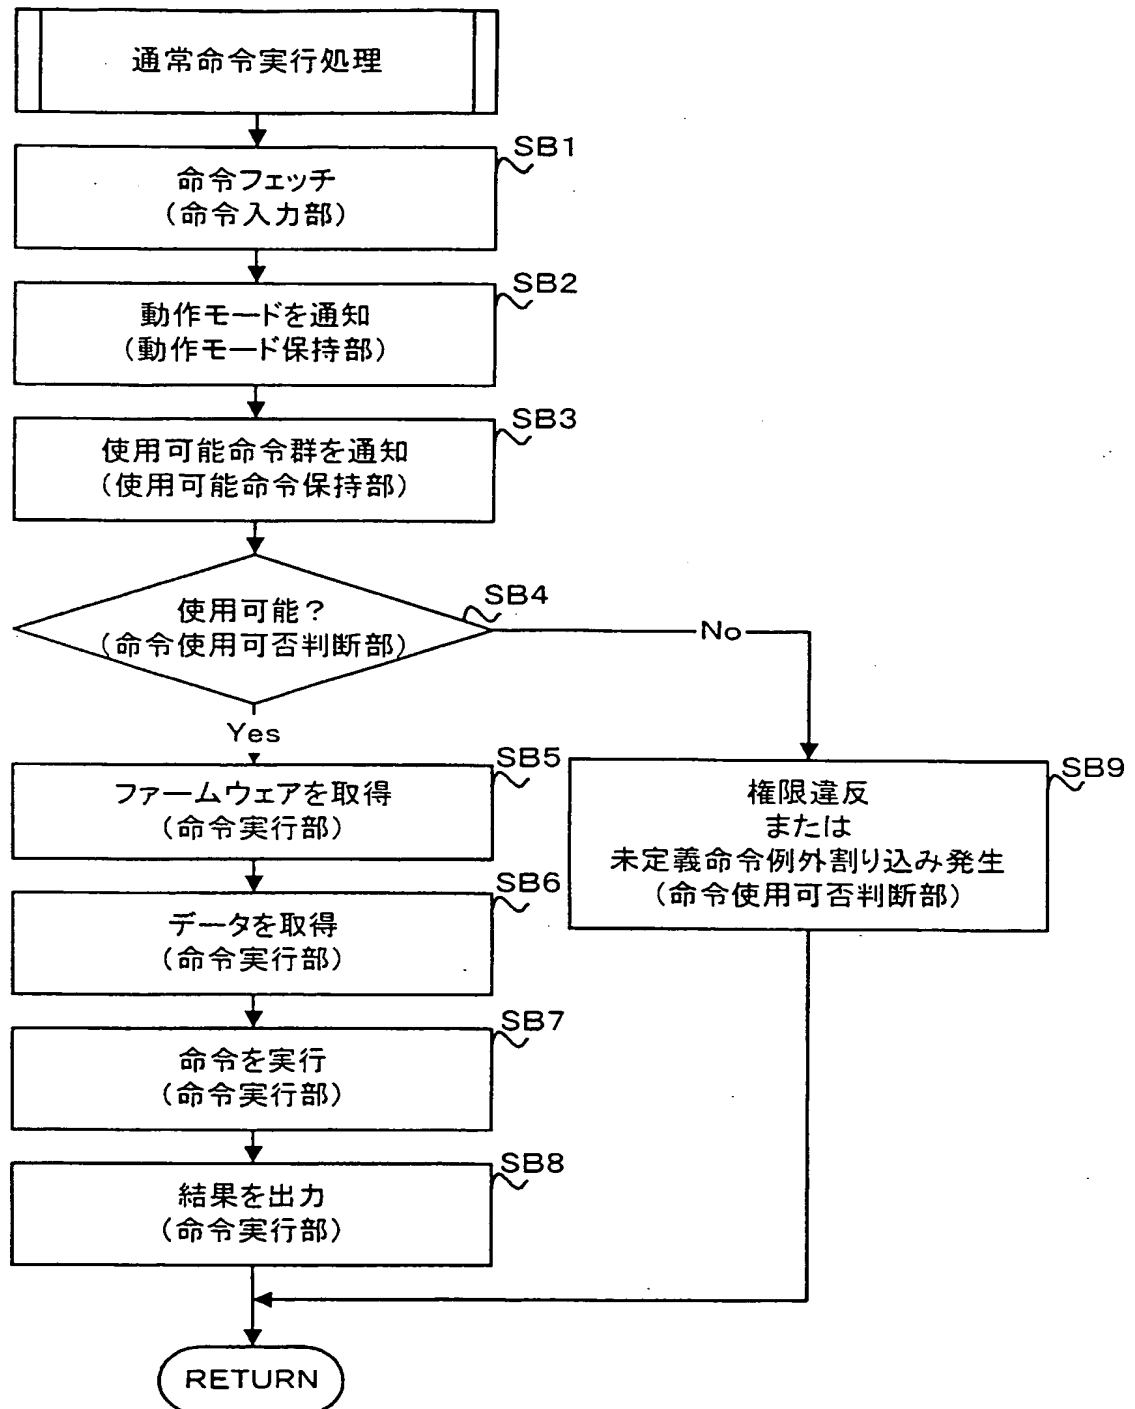 通常命令実行処理
SB1
命令フェッチ
(命令入力部)
SB2
動作モードを通知
(動作モード保持部)
SB3
使用可能命令群を通知
(使用可能命令保持部)
SB4
使用可能?
(命令使用可否判断部)
No
Yes
SB5
ファームウェアを取得
(命令実行部)
SB9
権限違反
または
未定義命令例外割り込み発生
(命令使用可否判断部)
SB6
データを取得
(命令実行部)
SB7
命令を実行
(命令実行部)
SB8
結果を出力
(命令実行部)
RETURN